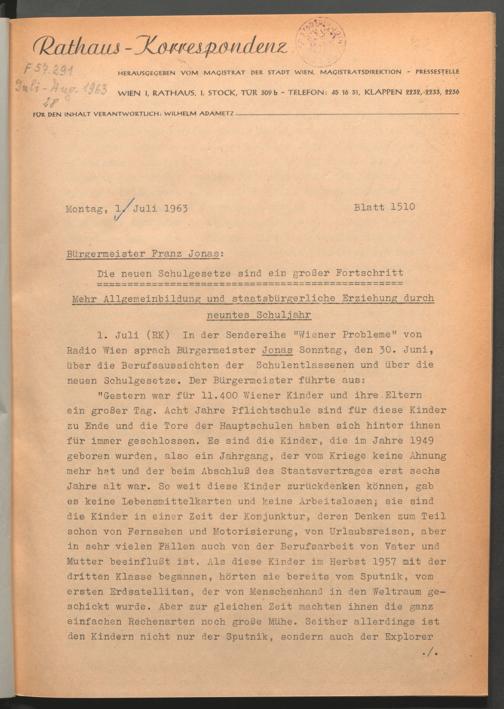 Rathaus-Korrespondenz
F 57.291
Juli-Aug. 1963
HERAUSGEGEBEN VOM MAGISTRAT DER STADT WIEN, MAGISTRATSDIREKTION - PRESSESTELLE
WIEN I, RATHAUS, I. STOCK, TÜR 309 b - TELEFON: 45 16 31, KLAPPEN 2232, 2233, 2236
FÜR DEN INHALT VERANTWORTLICH: WILHELM ADAMETZ
Montag, 1. Juli 1963 Blatt 1510
Bürgermeister Franz Jonas:
Die neuen Schulgesetze sind ein großer Fortschritt
Mehr Allgemeinbildung und staatsbürgerliche Erziehung durch
neuntes Schuljahr
1. Juli (RK) In der Sendereihe "Wiener Probleme" von
Radio Wien sprach Bürgermeister Jonas Sonntag, den 30. Juni,
über die Berufsaussichten der Schulentlassenen und über die
neuen Schulgesetze. Der Bürgermeister führte aus:
"Gestern war für 11.400 Wiener Kinder und ihre Eltern
ein großer Tag. Acht Jahre Pflichtschule sind für diese Kinder
zu Ende und die Tore der Hauptschulen haben sich hinter ihnen
für immer geschlossen. Es sind die Kinder, die im Jahre 1949
geboren wurden, also ein Jahrgang, der vom Kriege keine Ahnung
mehr hat und der beim Abschluß des Staatsvertrages erst sechs
Jahre alt war. So weit diese Kinder zurückdenken können, gab
es keine Lebensmittelkarten und keine Arbeitslosen; sie sind
die Kinder in einer Zeit der Konjunktur, deren Denken zum Teil
schon von Fernsehen und Motorisierung, von Urlaubsreisen, aber
in sehr vielen Fällen auch von der Berufsarbeit von Vater und
Mutter beeinflußt ist. Als diese Kinder im Herbst 1957 mit der
dritten Klasse begannen, hörten sie bereits vom Sputnik, vom
ersten Erdsatelliten, der von Menschenhand in den Weltraum ge-
schickt wurde. Aber zur gleichen Zeit machten ihnen die ganz
einfachen Rechenarten noch große Mühe. Seither allerdings ist
den Kindern nicht nur der Sputnik, sondern auch der Explorer
./.